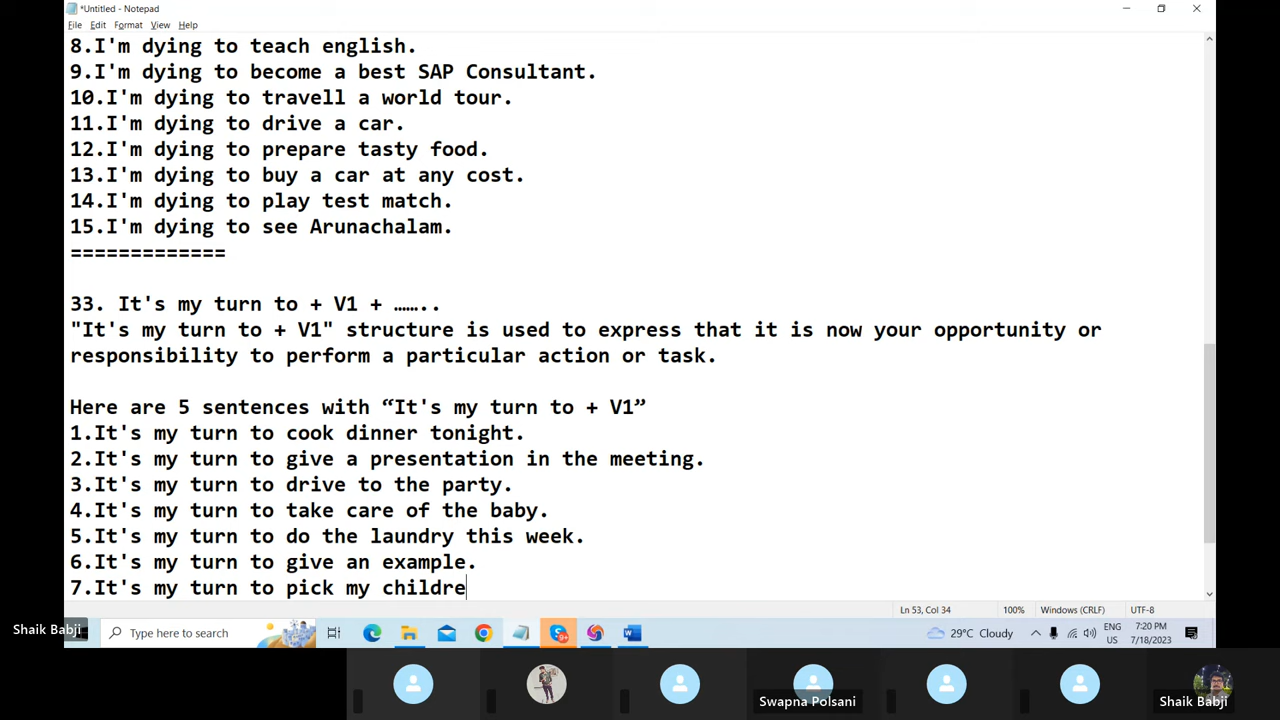 *Untitled - Notepad
File Edit Format View Help
8.I'm dying to teach english.
9.I'm dying to become a best SAP Consultant.
10.I'm dying to travell a world tour.
11.I'm dying to drive a car.
12.I'm dying to prepare tasty food.
13.I'm dying to buy a car at any cost.
14.I'm dying to play test match.
15.I'm dying to see Arunachalam.
=============
33. It's my turn to + V1 + ……..
"It's my turn to + V1" structure is used to express that it is now your opportunity or
responsibility to perform a particular action or task.
Here are 5 sentences with “It's my turn to + V1”
1.It's my turn to cook dinner tonight.
2.It's my turn to give a presentation in the meeting.
3.It's my turn to drive to the party.
4.It's my turn to take care of the baby.
5.It's my turn to do the laundry this week.
6.It's my turn to give an example.
7.It's my turn to pick my childre
Ln 53, Col 34 100% Windows (CRLF) UTF-8
Shaik Babji
Type here to search
29°C Cloudy
ENG
US
7:20 PM
7/18/2023
Swapna Polsani
Shaik Babji